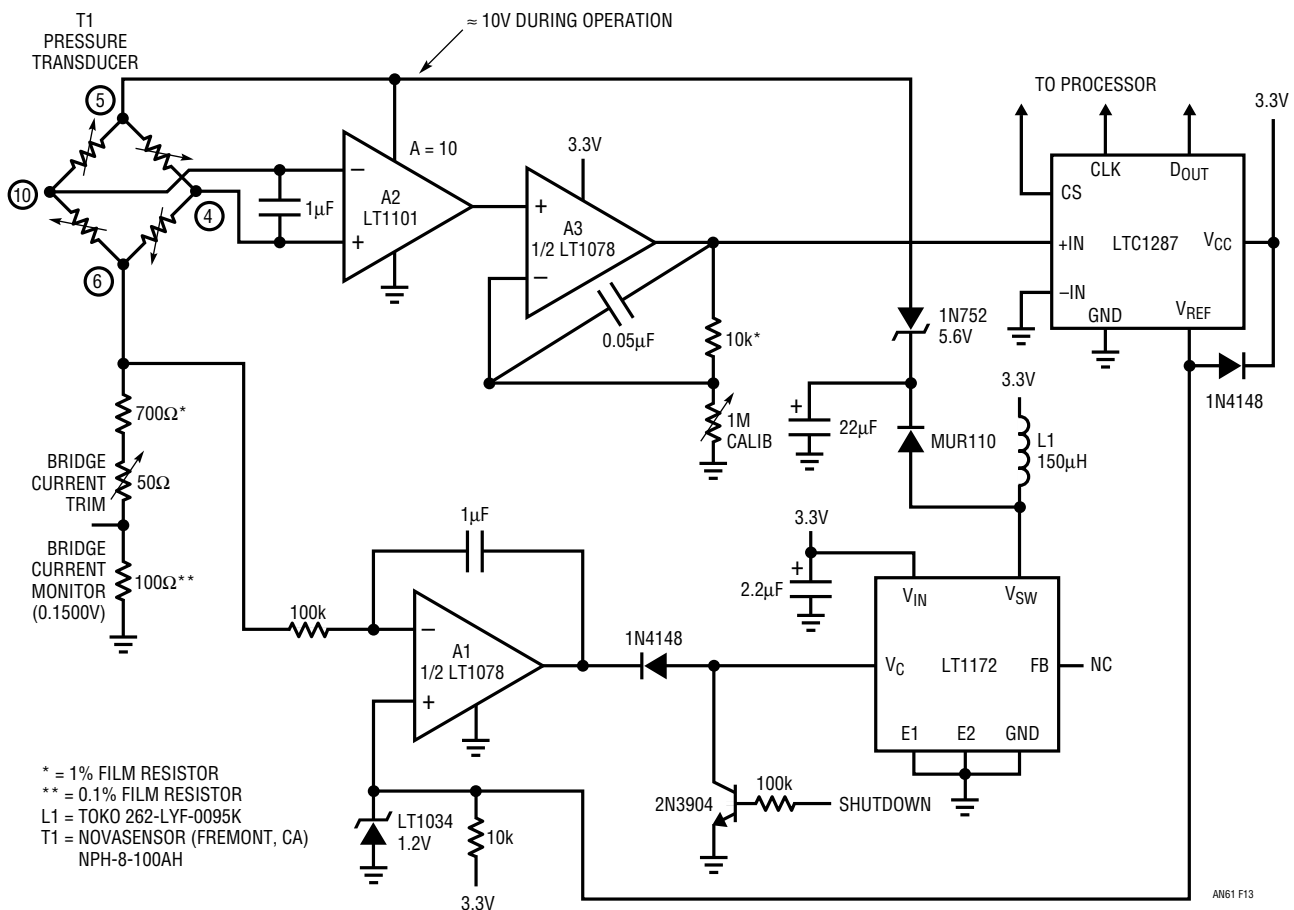 T1
PRESSURE
TRANSDUCER
≈ 10V DURING OPERATION
5
10
4
6
1µF
A = 10
–
+
A2
LT1101
3.3V
+
–
A3
1/2 LT1078
0.05µF
10k*
1M
CALIB
TO PROCESSOR
3.3V
CLK
DOUT
CS
+IN
LTC1287
VCC
–IN
GND
VREF
1N752
5.6V
1N4148
+
22µF
MUR110
3.3V
L1
150µH
700Ω*
BRIDGE
CURRENT
TRIM
50Ω
BRIDGE
CURRENT
MONITOR
(0.1500V)
100Ω**
1µF
100k
–
+
A1
1/2 LT1078
1N4148
3.3V
+
2.2µF
VIN
VSW
VC
LT1172
FB
NC
E1
E2
GND
2N3904
100k
SHUTDOWN
LT1034
1.2V
10k
3.3V
* = 1% FILM RESISTOR
** = 0.1% FILM RESISTOR
L1 = TOKO 262-LYF-0095K
T1 = NOVASENSOR (FREMONT, CA)
NPH-8-100AH
AN61 F13